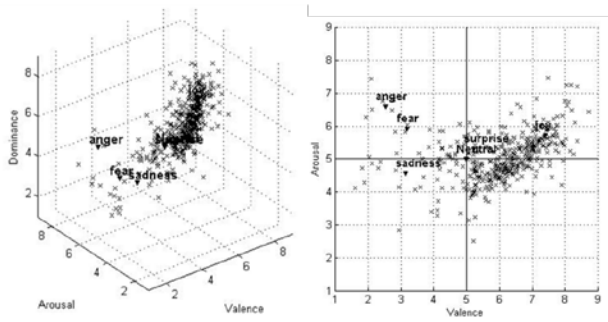 8
6
4
2
Dominance
anger
fear
sadness
surprise
8
6
4
2
Arousal
2
4
6
8
Valence
9
8
7
6
5
4
3
2
1
Arousal
anger
fear
sadness
surprise
Neutral
joy
1 2 3 4 5 6 7 8 9
Valence